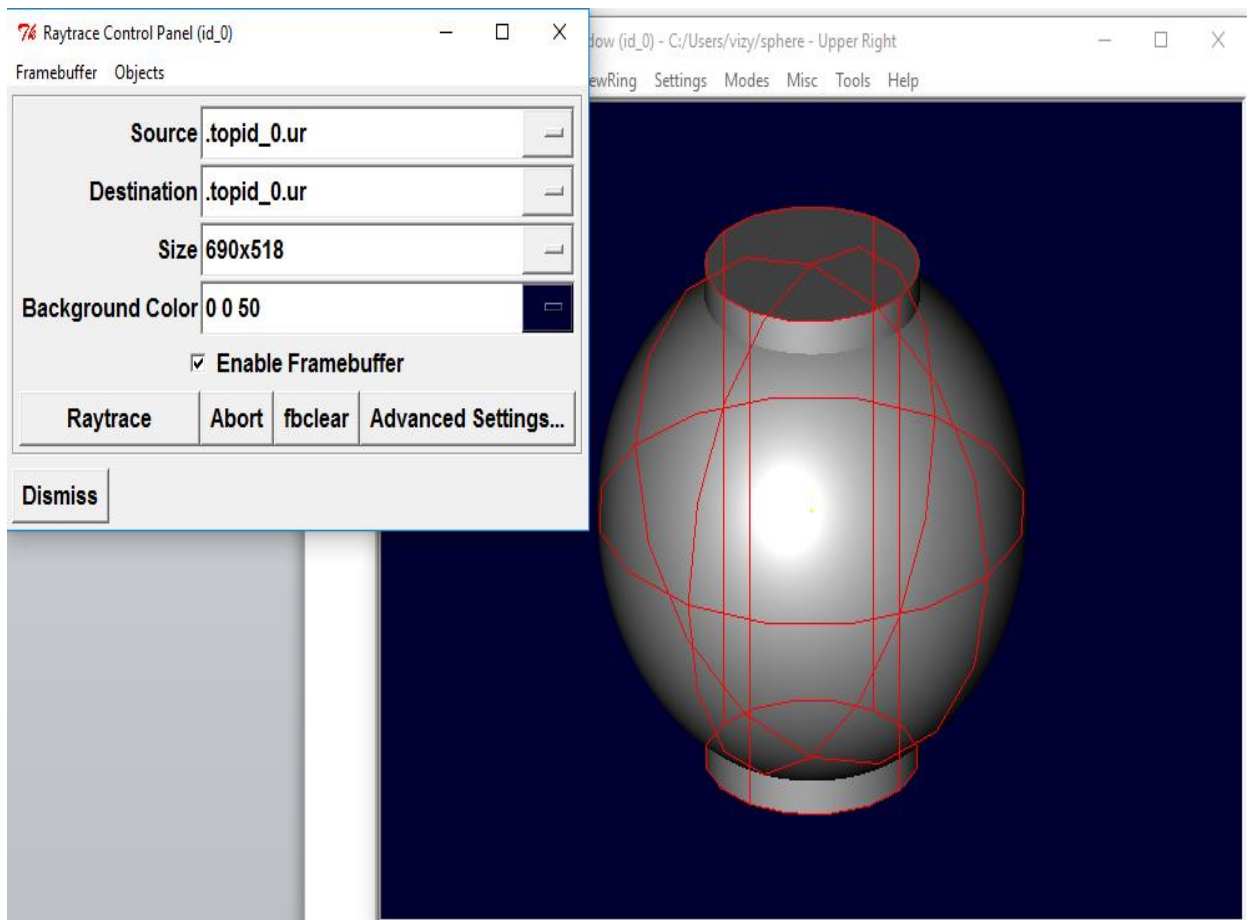 Raytrace Control Panel (id_0)
Framebuffer Objects
Source .topid_0.ur
Destination .topid_0.ur
Size 690x518
Background Color 0 0 50
Enable Framebuffer
Raytrace Abort fbclear Advanced Settings...
Dismiss
dow (id_0) - C:/Users/vizy/sphere - Upper Right
ewRing Settings Modes Misc Tools Help